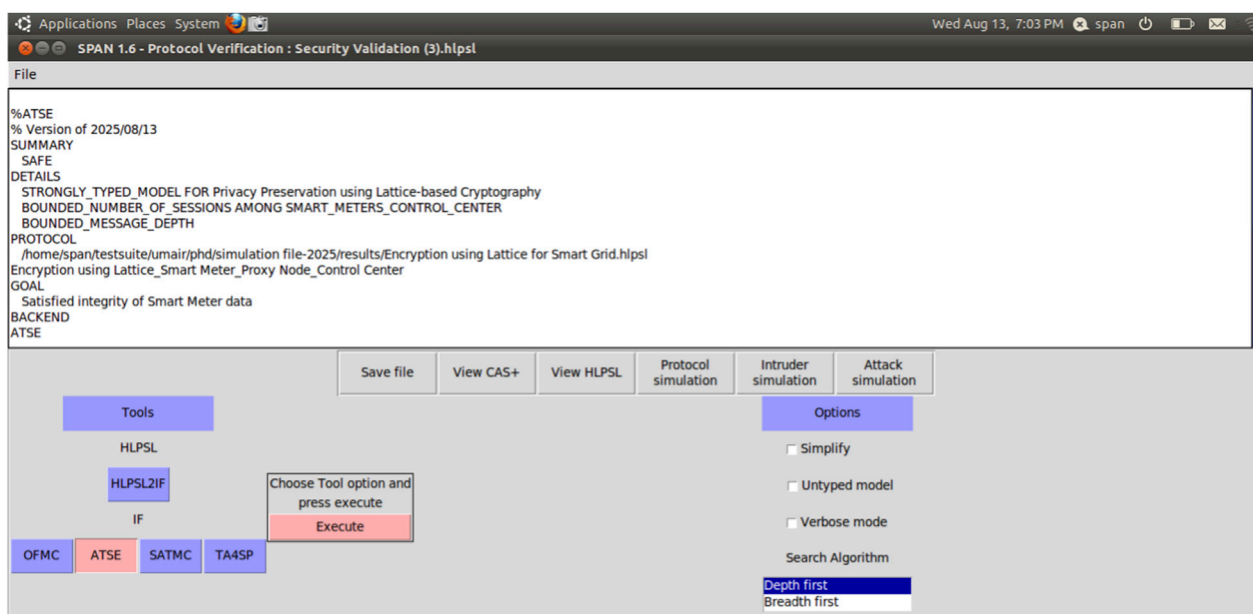 Applications Places System
Wed Aug 13, 7:03 PM span
SPAN 1.6 - Protocol Verification : Security Validation (3).hlpsl
File
%ATSE
% Version of 2025/08/13
SUMMARY
SAFE
DETAILS
STRONGLY_TYPED_MODEL FOR Privacy Preservation using Lattice-based Cryptography
BOUNDED_NUMBER_OF_SESSIONS AMONG SMART_METERS_CONTROL_CENTER
BOUNDED_MESSAGE_DEPTH
PROTOCOL
/home/span/testsuite/umair/phd/simulation file-2025/results/Encryption using Lattice for Smart Grid.hlpsl
Encryption using Lattice_Smart Meter_Proxy Node_Control Center
GOAL
Satisfied integrity of Smart Meter data
BACKEND
ATSE
Save file
View CAS+
View HLPSL
Protocol
simulation
Intruder
simulation
Attack
simulation
Tools
HLPSL
HLPSL2IF
IF
OFMC
ATSE
SATMC
TA4SP
Choose Tool option and
press execute
Execute
Options
Simplify
Untyped model
Verbose mode
Search Algorithm
Depth first
Breadth first